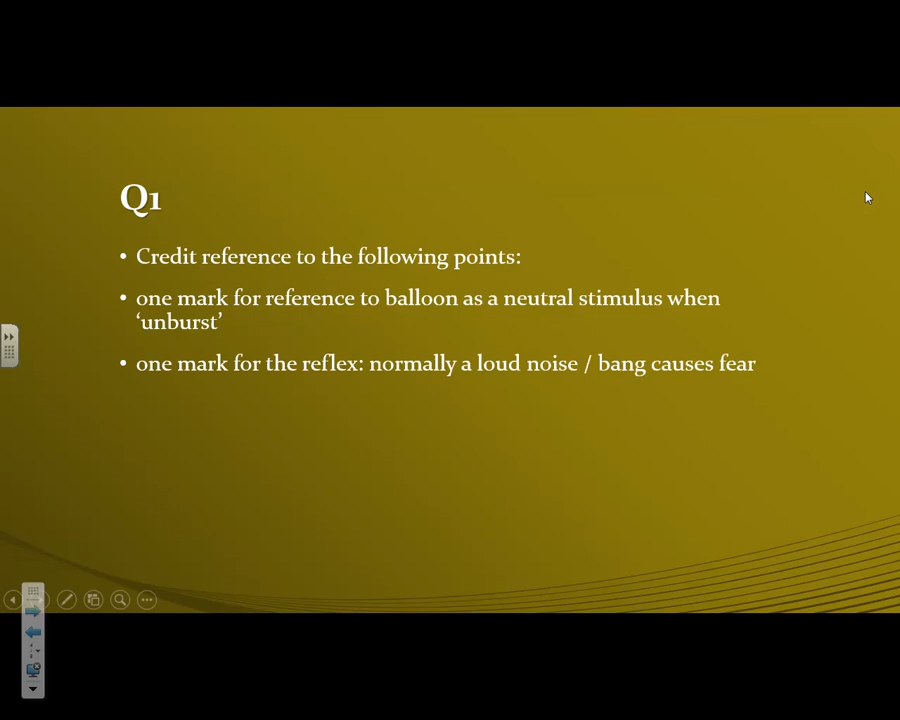 Q1
• Credit reference to the following points:
• one mark for reference to balloon as a neutral stimulus when
‘unburst’
• one mark for the reflex: normally a loud noise / bang causes fear